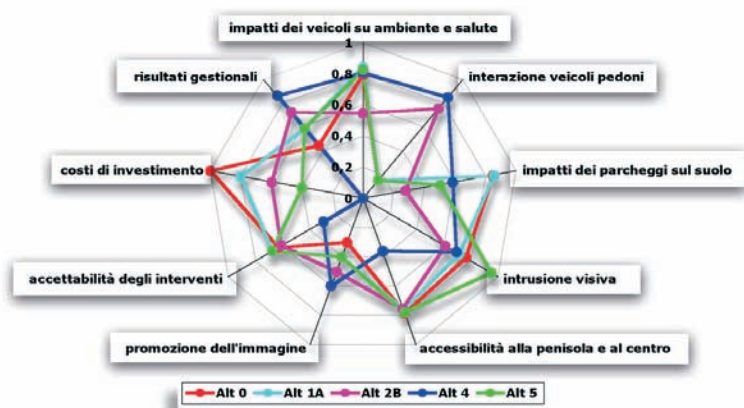 impatti dei veicoli su ambiente e salute
1
risultati gestionali
0,8
interazione veicoli pedoni
0,6
0,4
costi di investimento
0,2
impatti dei parcheggi sul suolo
0
accettabilità degli interventi
intrusione visiva
promozione dell'immagine
accessibilità alla penisola e al centro
Alt 0 Alt 1A Alt 2B Alt 4 Alt 5